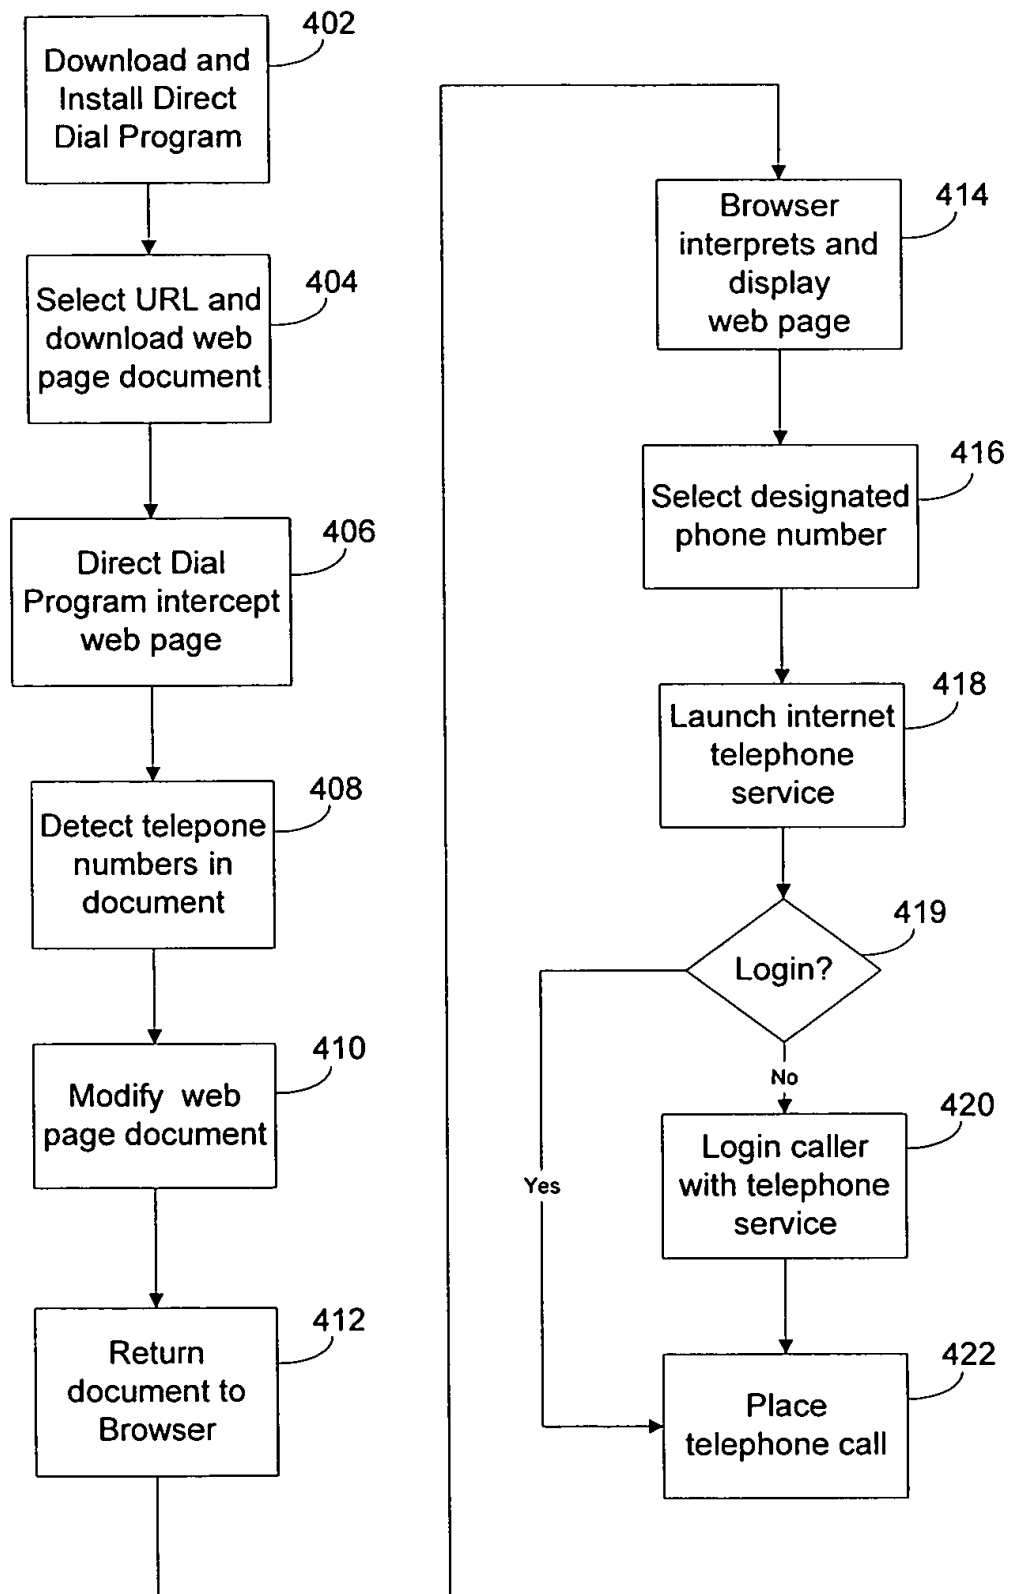 402
Download and
Install Direct
Dial Program
404
Select URL and
download web
page document
406
Direct Dial
Program intercept
web page
408
Detect telepone
numbers in
document
410
Modify web
page document
412
Return
document to
Browser
414
Browser
interprets and
display
web page
416
Select designated
phone number
418
Launch internet
telephone
service
419
Login?
No
Yes
420
Login caller
with telephone
service
422
Place
telephone call